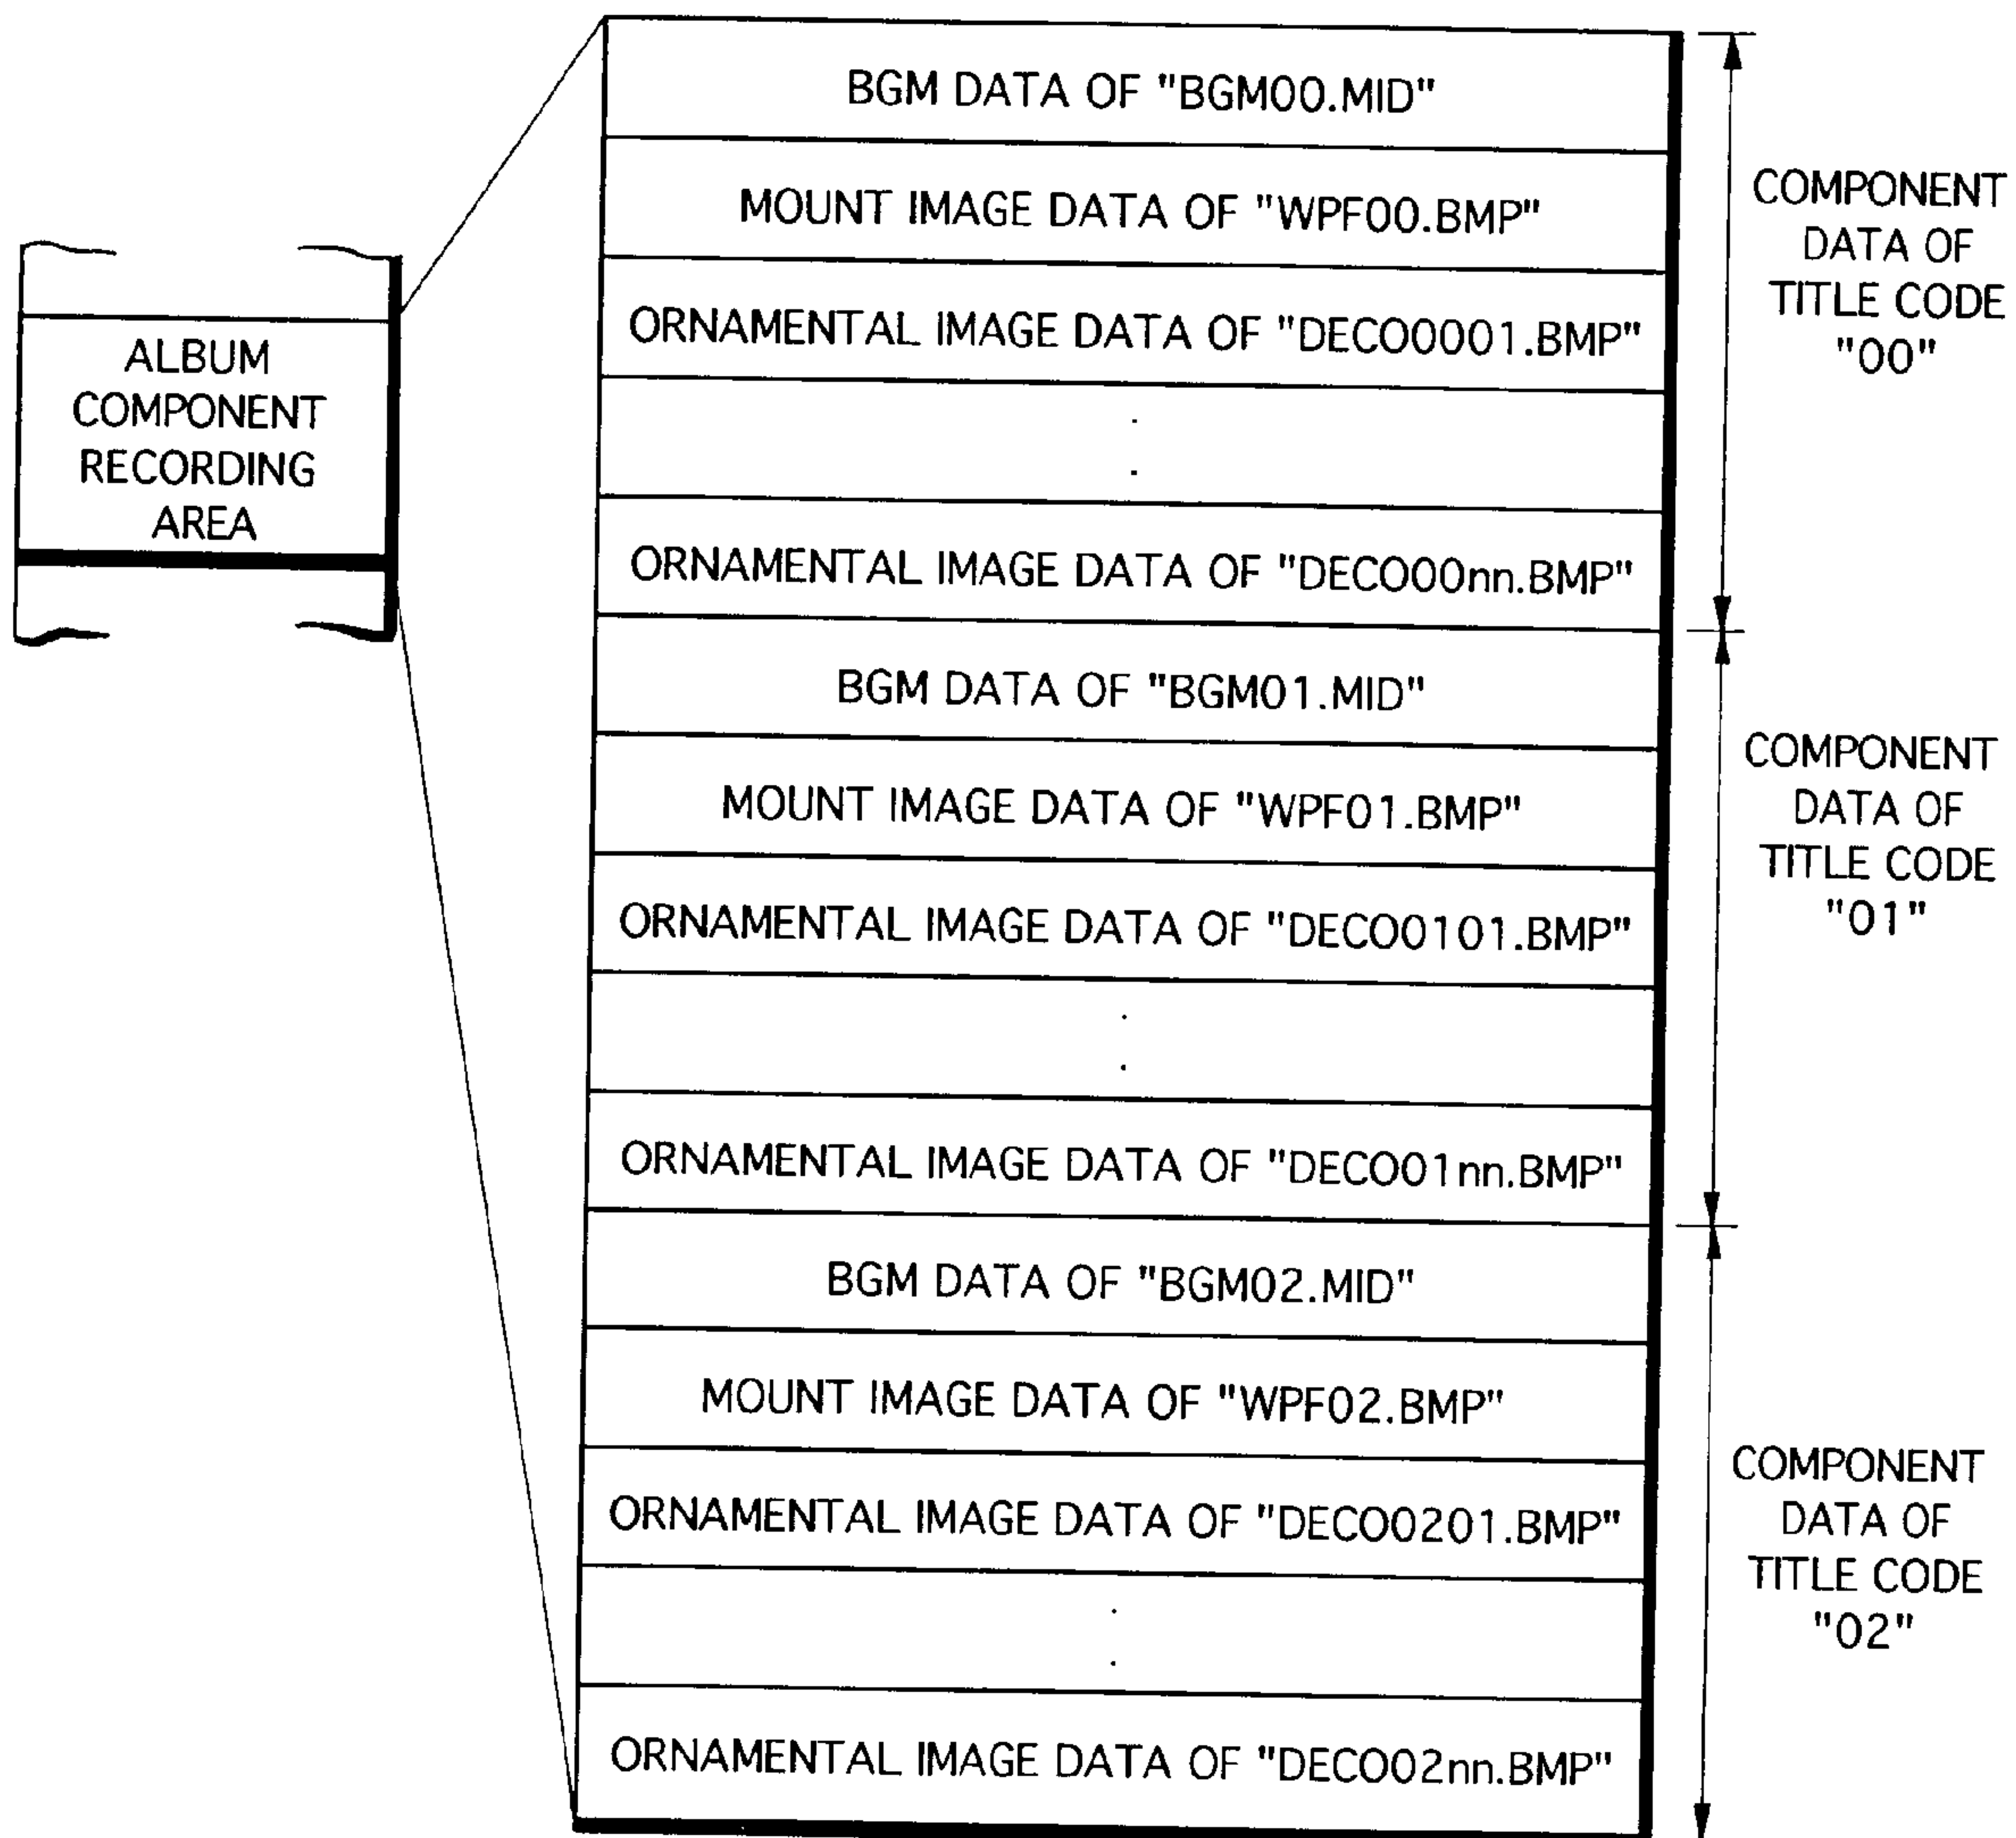 ALBUM
COMPONENT
RECORDING
AREA
BGM DATA OF "BGM00.MID"
MOUNT IMAGE DATA OF "WPF00.BMP"
ORNAMENTAL IMAGE DATA OF "DECO0001.BMP"
ORNAMENTAL IMAGE DATA OF "DECO00nn.BMP"
COMPONENT
DATA OF
TITLE CODE
"00"
BGM DATA OF "BGM01.MID"
MOUNT IMAGE DATA OF "WPF01.BMP"
ORNAMENTAL IMAGE DATA OF "DECO0101.BMP"
ORNAMENTAL IMAGE DATA OF "DECO01nn.BMP"
COMPONENT
DATA OF
TITLE CODE
"01"
BGM DATA OF "BGM02.MID"
MOUNT IMAGE DATA OF "WPF02.BMP"
ORNAMENTAL IMAGE DATA OF "DECO0201.BMP"
ORNAMENTAL IMAGE DATA OF "DECO02nn.BMP"
COMPONENT
DATA OF
TITLE CODE
"02"